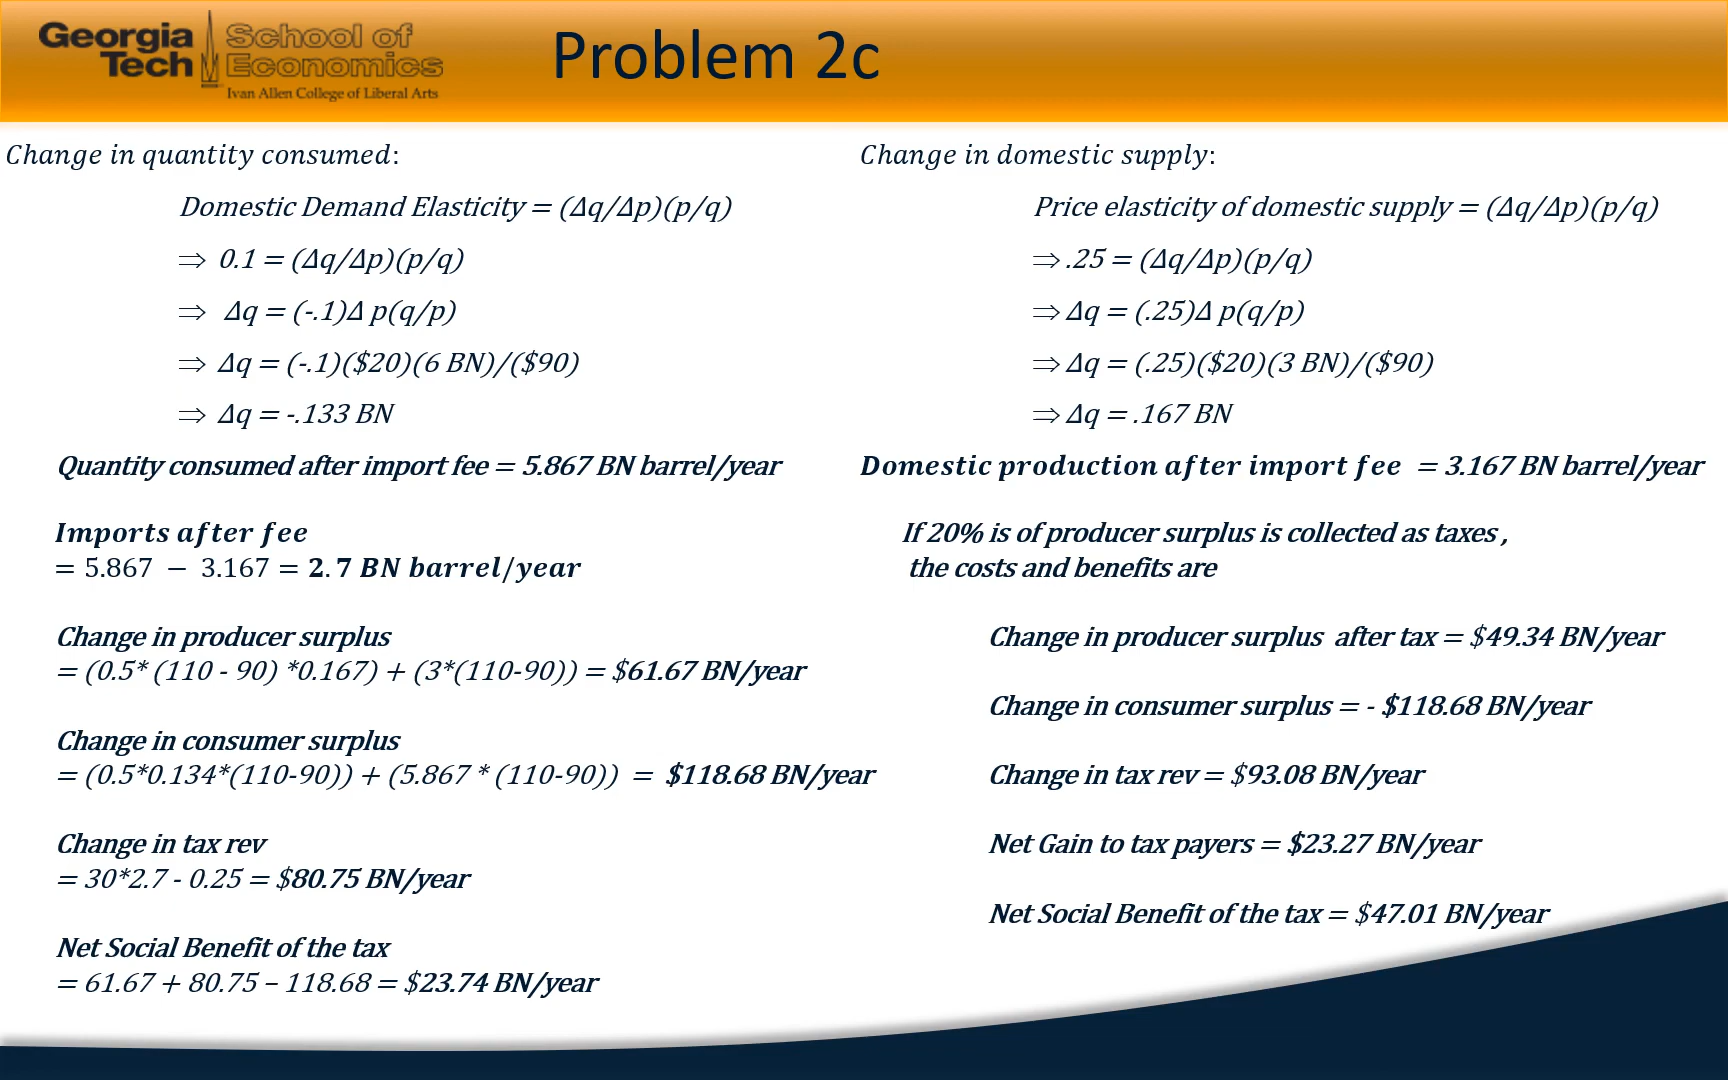 Georgia Tech
School of Economics
Ivan Allen College of Liberal Arts
Problem 2c
Change in quantity consumed:
Domestic Demand Elasticity = (Δq/Δp)(p/q)
⇒ 0.1 = (Δq/Δp)(p/q)
⇒ Δq = (-.1)Δ p(q/p)
⇒ Δq = (-.1)($20)(6 BN)/($90)
⇒ Δq = -.133 BN
Quantity consumed after import fee = 5.867 BN barrel/year
Imports after fee
= 5.867 − 3.167 = 2.7 BN barrel/year
Change in producer surplus
= (0.5* (110 - 90) *0.167) + (3*(110-90)) = $61.67 BN/year
Change in consumer surplus
= (0.5*0.134*(110-90)) + (5.867 * (110-90)) = $118.68 BN/year
Change in tax rev
= 30*2.7 - 0.25 = $80.75 BN/year
Net Social Benefit of the tax
= 61.67 + 80.75 – 118.68 = $23.74 BN/year
Change in domestic supply:
Price elasticity of domestic supply = (Δq/Δp)(p/q)
⇒ .25 = (Δq/Δp)(p/q)
⇒ Δq = (.25)Δ p(q/p)
⇒ Δq = (.25)($20)(3 BN)/($90)
⇒ Δq = .167 BN
Domestic production after import fee = 3.167 BN barrel/year
If 20% is of producer surplus is collected as taxes ,
the costs and benefits are
Change in producer surplus after tax = $49.34 BN/year
Change in consumer surplus = - $118.68 BN/year
Change in tax rev = $93.08 BN/year
Net Gain to tax payers = $23.27 BN/year
Net Social Benefit of the tax = $47.01 BN/year